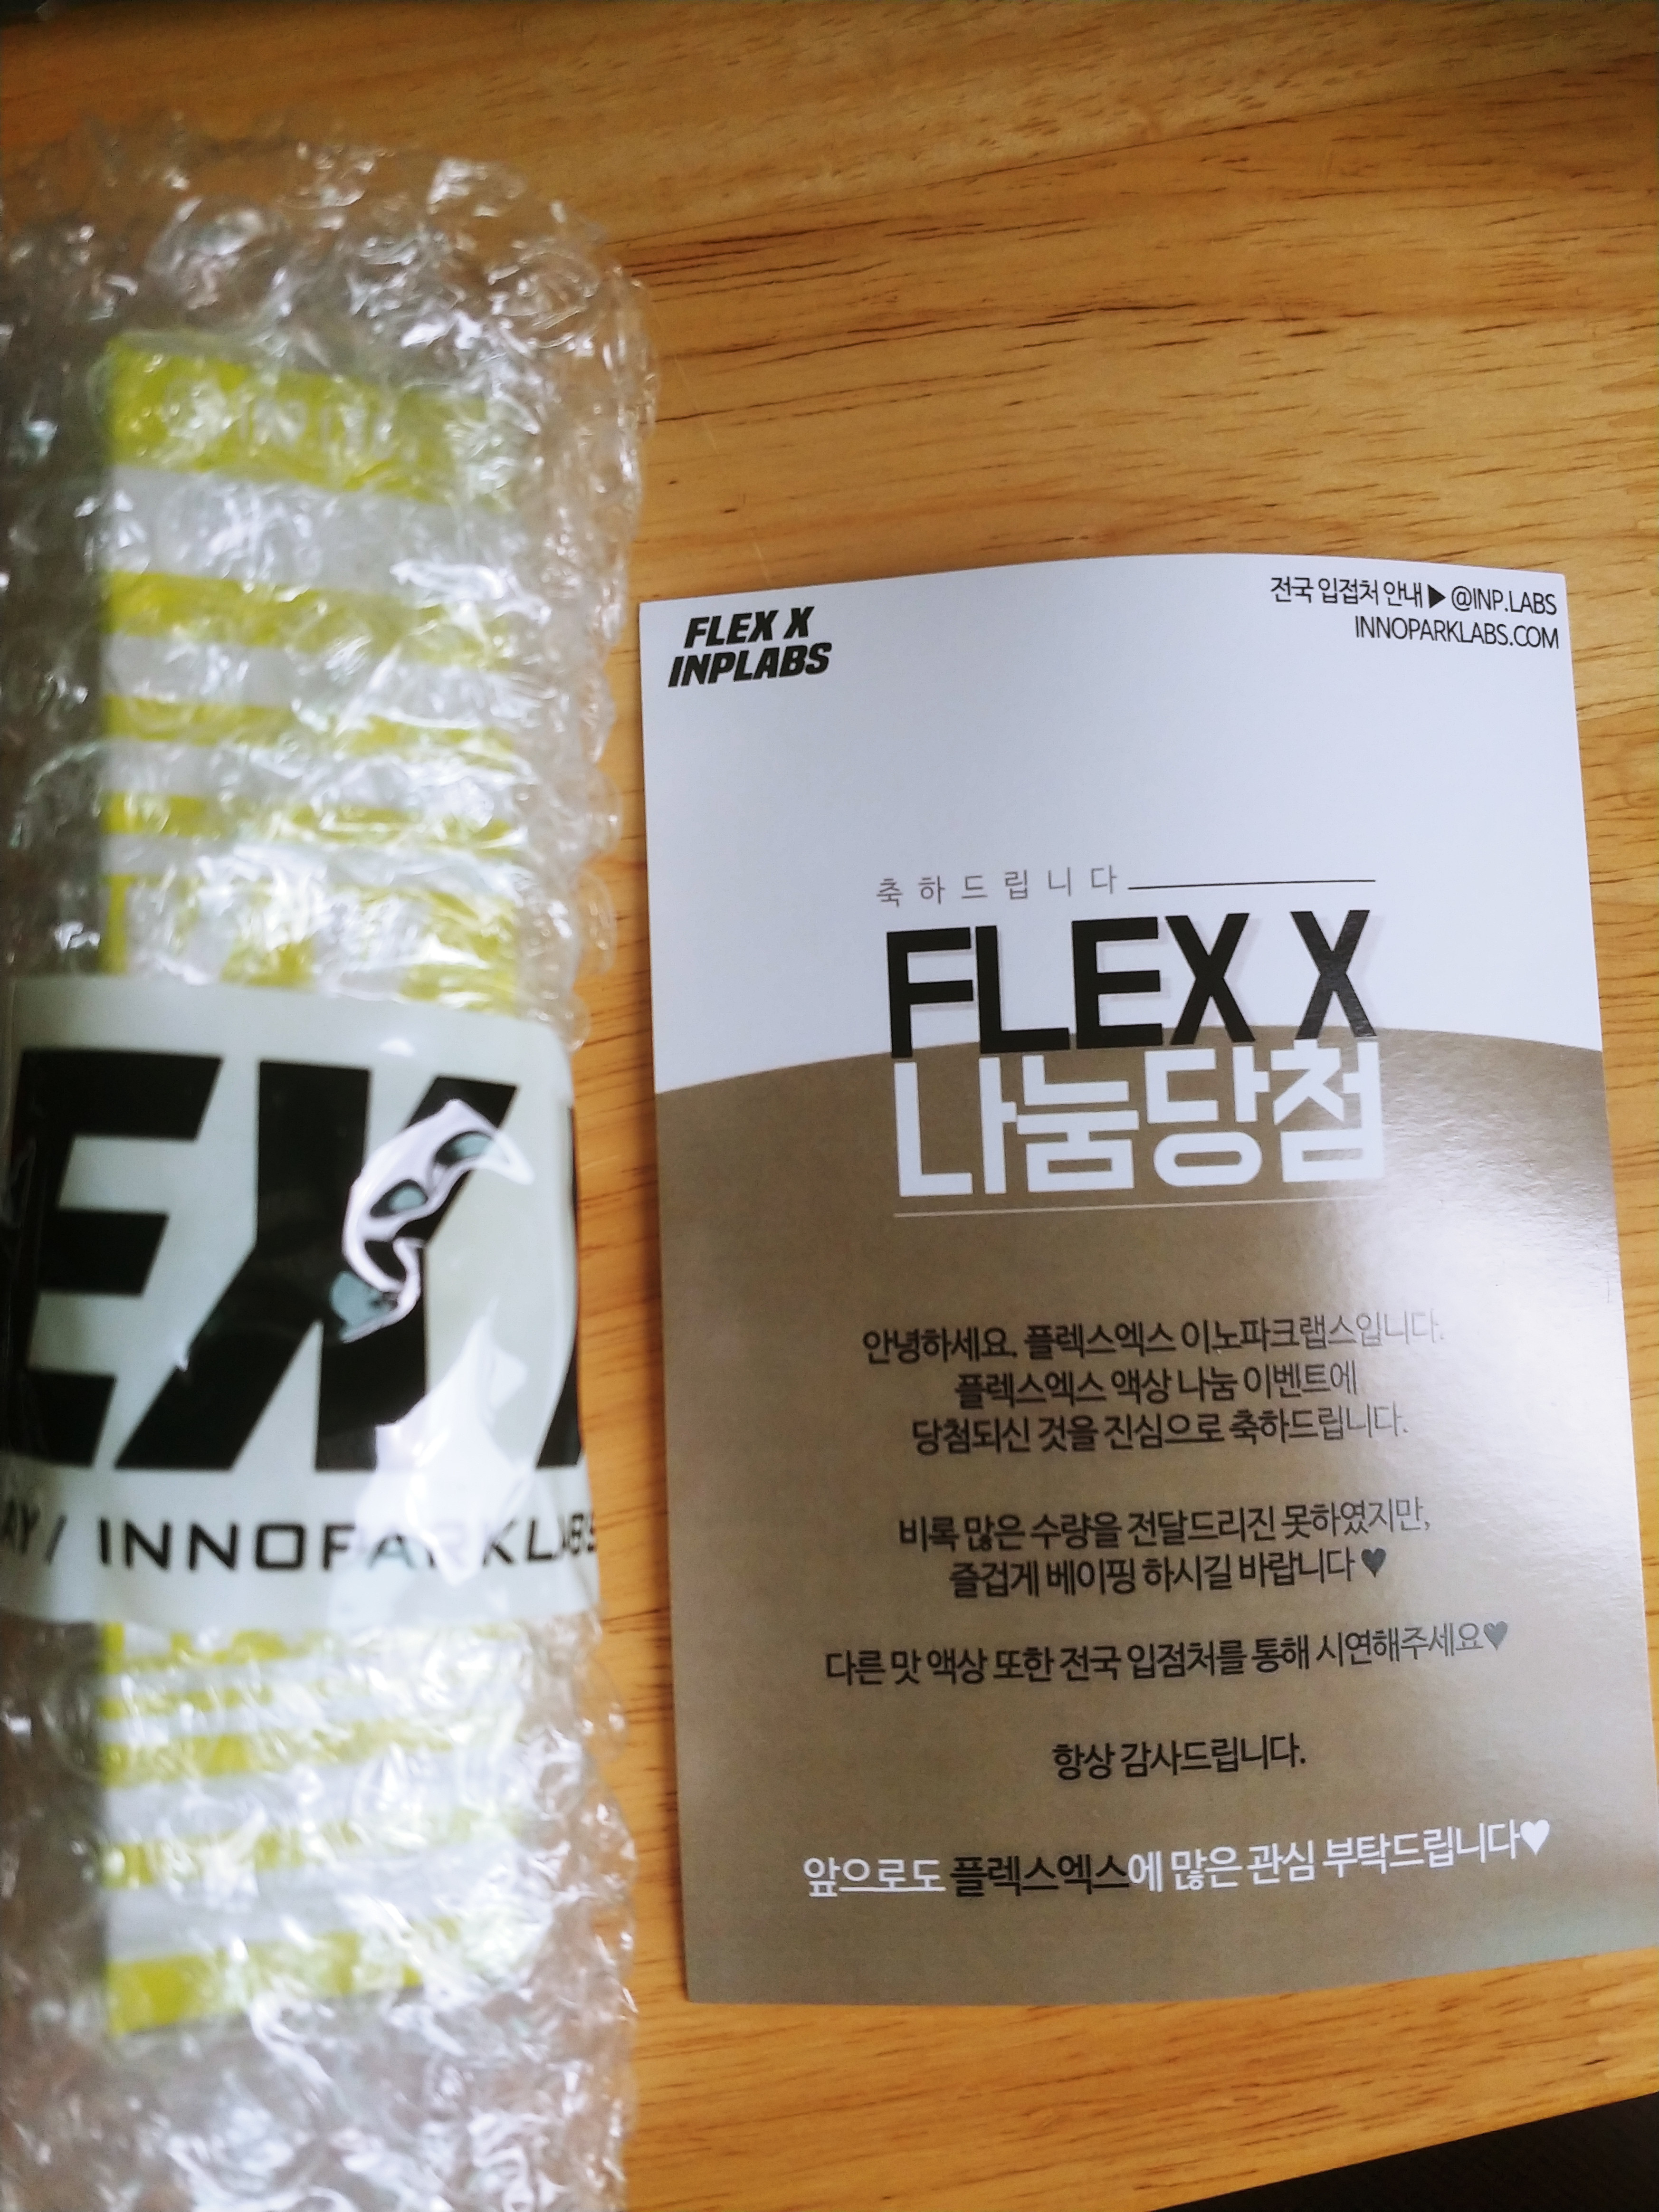 FLEX X
INPLABS
전국 입접처 안내 ▶ @INP.LABS
INNOPARKLABS.COM
축하드립니다
FLEX X
나눔당첨
안녕하세요. 플렉스엑스 이노파크랩스입니다.
플렉스엑스 액상 나눔 이벤트에
당첨되신 것을 진심으로 축하드립니다.
비록 많은 수량을 전달드리진 못하였지만,
즐겁게 베이핑 하시길 바랍니다 ♥
다른 맛 액상 또한 전국 입점처를 통해 시연해주세요♥
항상 감사드립니다.
앞으로도 플렉스엑스에 많은 관심 부탁드립니다♥
EX
AY / INNOPARKLABS